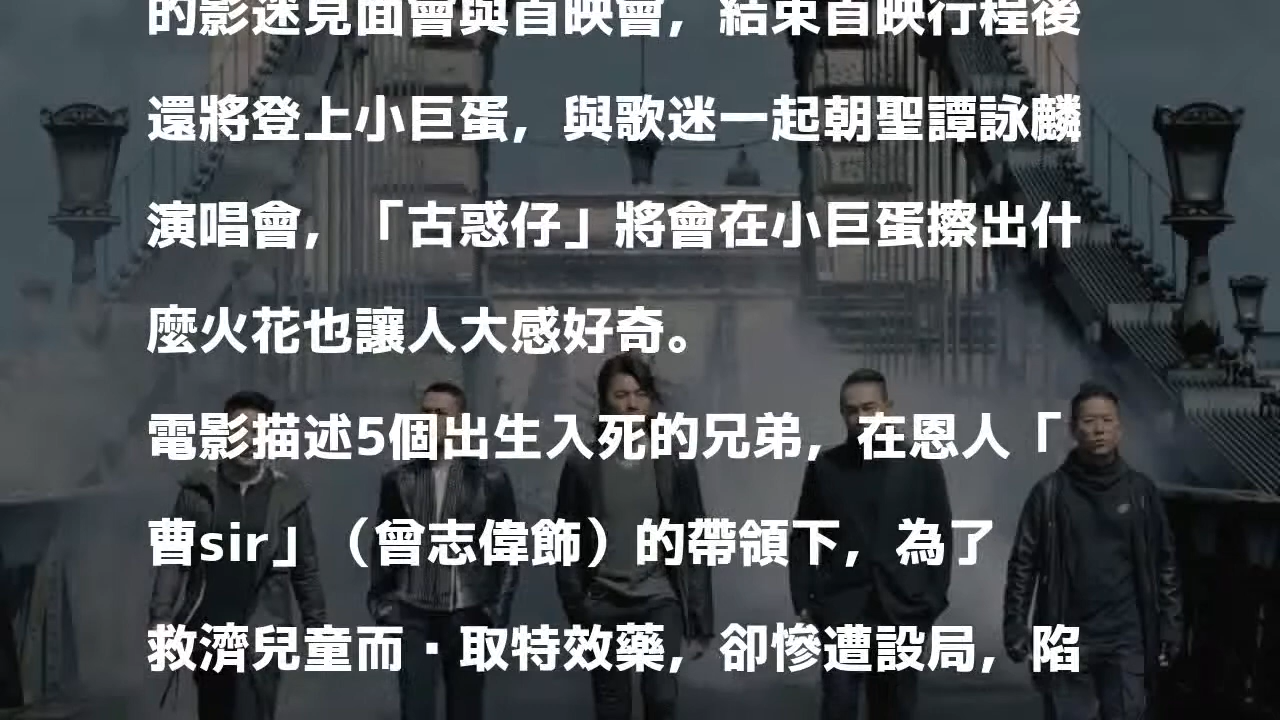 的影迷見面會與首映會，結束首映行程後
還將登上小巨蛋，與歌迷一起朝聖譚詠麟
演唱會，「古惑仔」將會在小巨蛋擦出什
麼火花也讓人大感好奇。
電影描述5個出生入死的兄弟，在恩人「
曹sir」（曾志偉飾）的帶領下，為了
救濟兒童而▪取特效藥，卻慘遭設局，陷